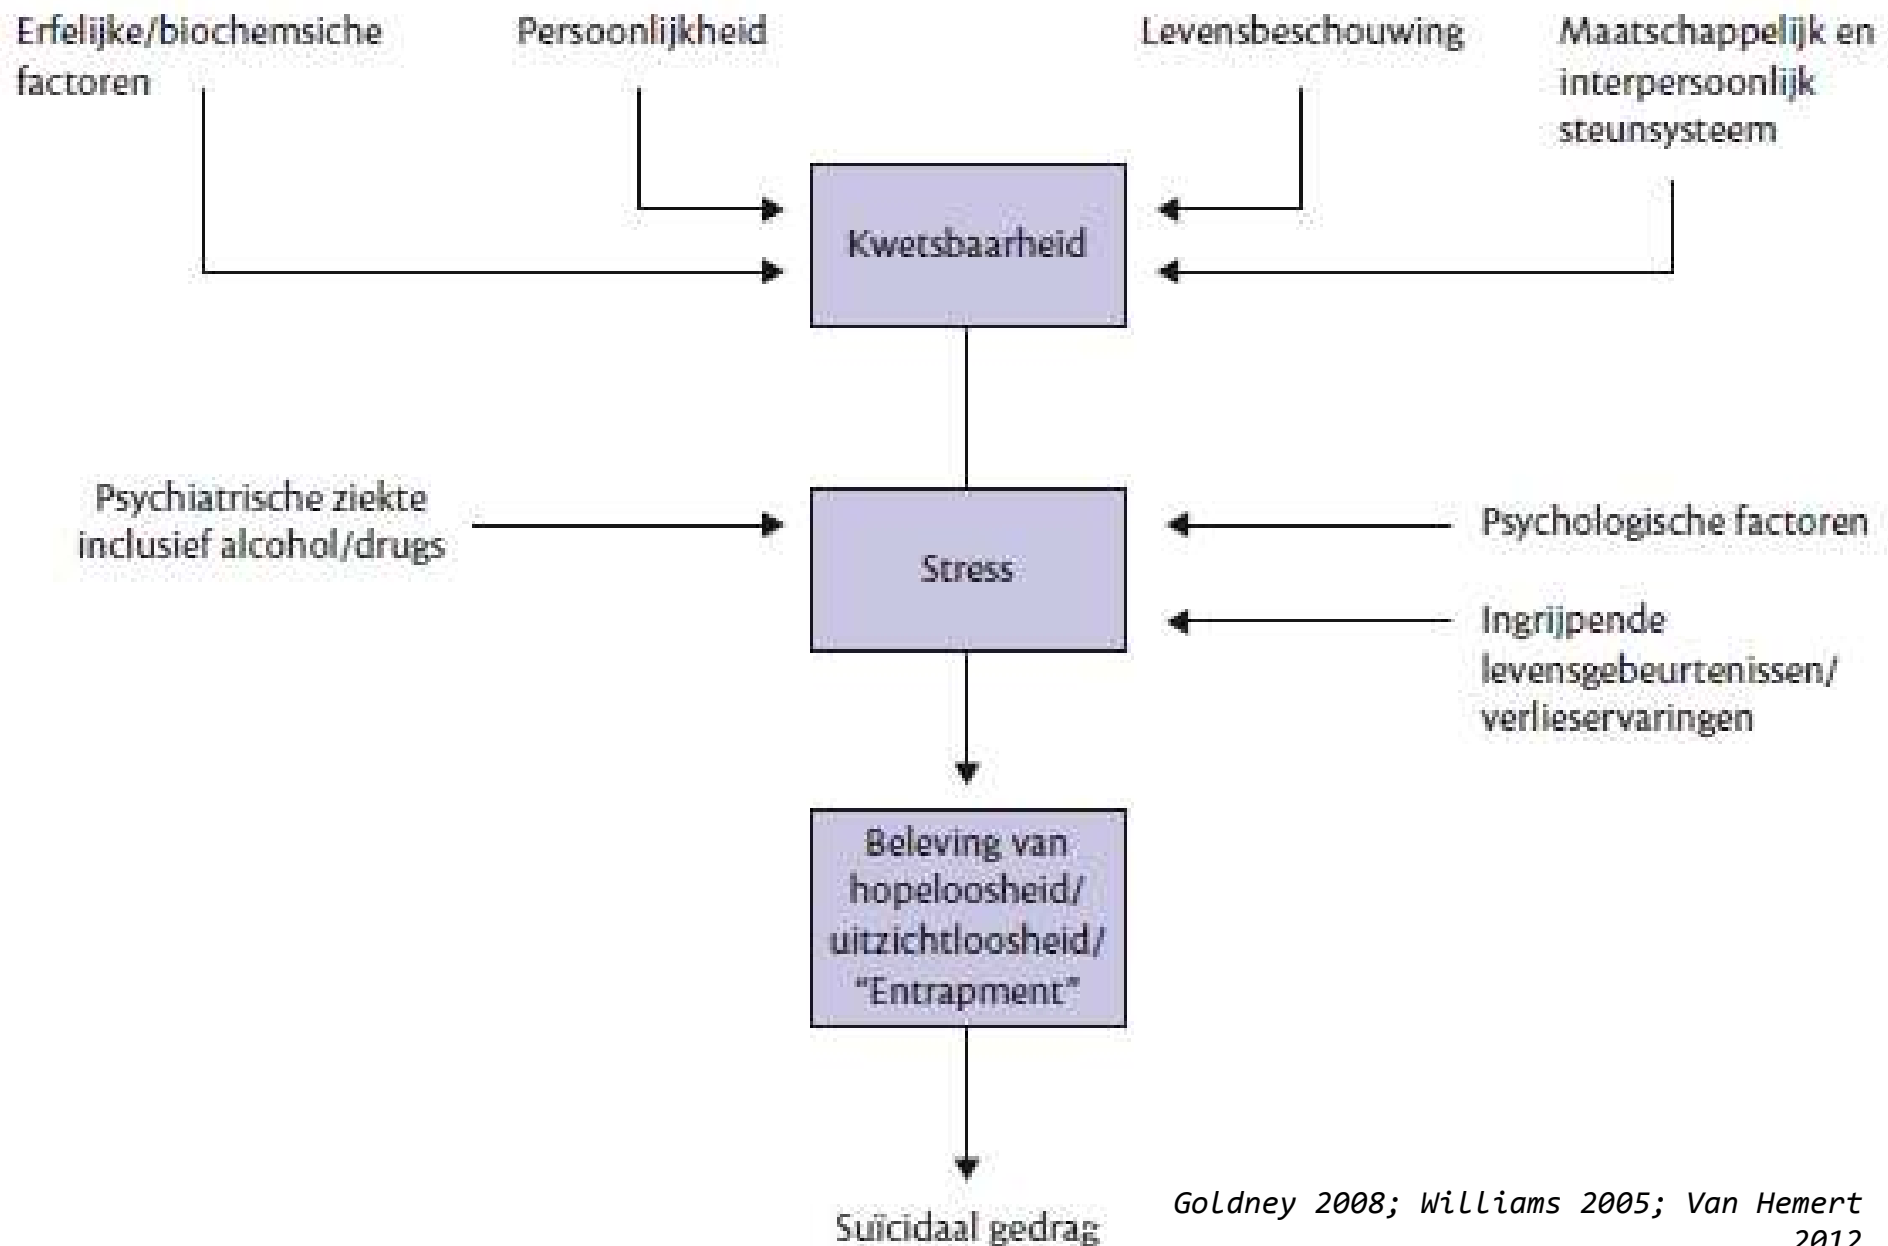 Erfelijke/biochemsiche
factoren
Persoonlijkheid
Levensbeschouwing
Maatschappelijk en
interpersoonlijk
steunsysteem
Kwetsbaarheid
Psychiatrische ziekte
inclusief alcohol/drugs
Stress
Psychologische factoren
Ingrijpende
levensgebeurtenissen/
verlieservaringen
Beleving van
hopeloosheid/
uitzichtloosheid/
"Entrapment"
Suïcidaal gedrag
Goldney 2008; Williams 2005; Van Hemert
2012